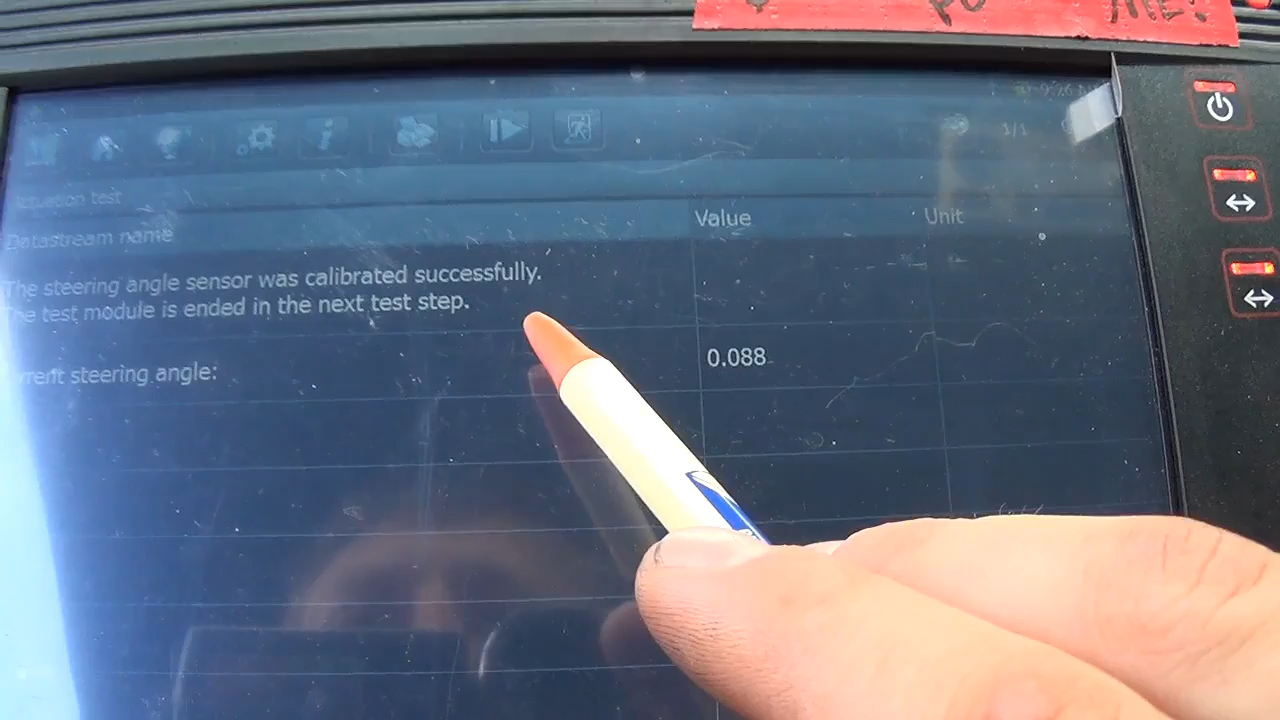 ME!
1/1
Actuation test
Datastream name Value Unit
The steering angle sensor was calibrated successfully.
The test module is ended in the next test step.
Current steering angle: 0.088